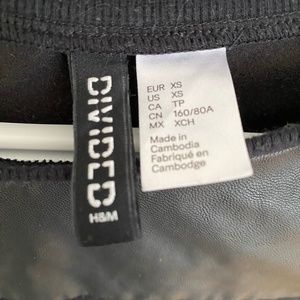 DIVIDED
H&M
EUR XS
US XS
CA TP
CN 160/80A
MX XCH
Made in
Cambodia
Fabriqué en
Cambodge